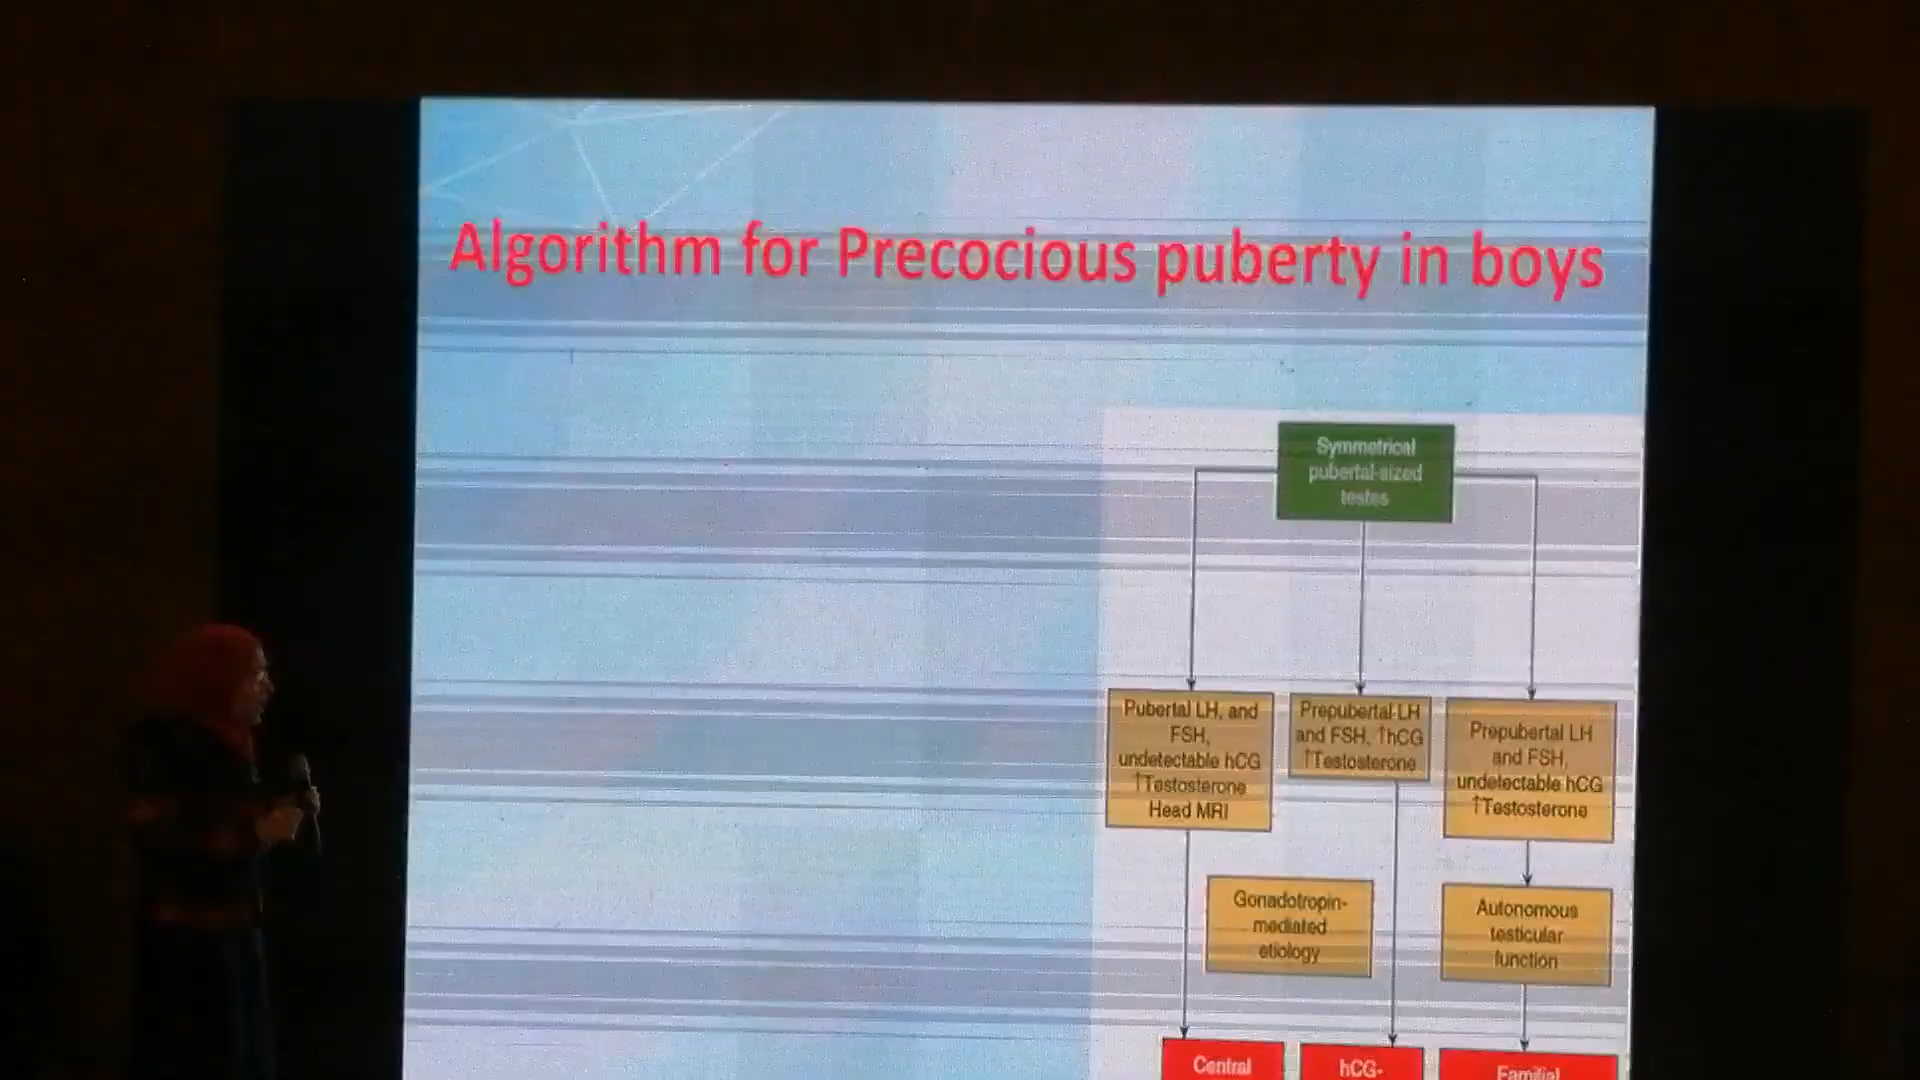 Algorithm for Precocious puberty in boys
Symmetrical
pubertal-sized
testes
Pubertal LH, and
FSH,
undetectable hCG
↑Testosterone
Head MRI
Prepubertal LH
and FSH, ↑hCG
↑Testosterone
Prepubertal LH
and FSH,
undetectable hCG
↑Testosterone
Gonadotropin-
mediated
etiology
Autonomous
testicular
function
Central
hCG-
Familial